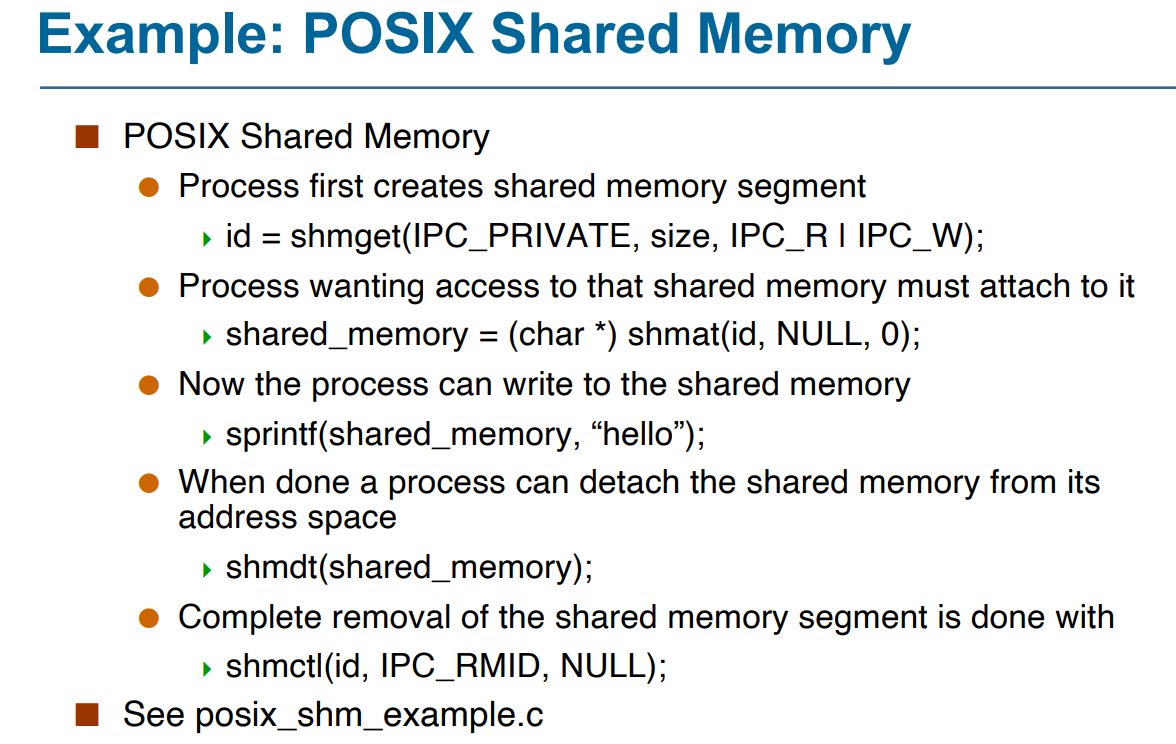 Example: POSIX Shared Memory
POSIX Shared Memory
Process first creates shared memory segment
id = shmget(IPC_PRIVATE, size, IPC_R | IPC_W);
Process wanting access to that shared memory must attach to it
shared_memory = (char *) shmat(id, NULL, 0);
Now the process can write to the shared memory
sprintf(shared_memory, “hello”);
When done a process can detach the shared memory from its
address space
shmdt(shared_memory);
Complete removal of the shared memory segment is done with
shmctl(id, IPC_RMID, NULL);
See posix_shm_example.c